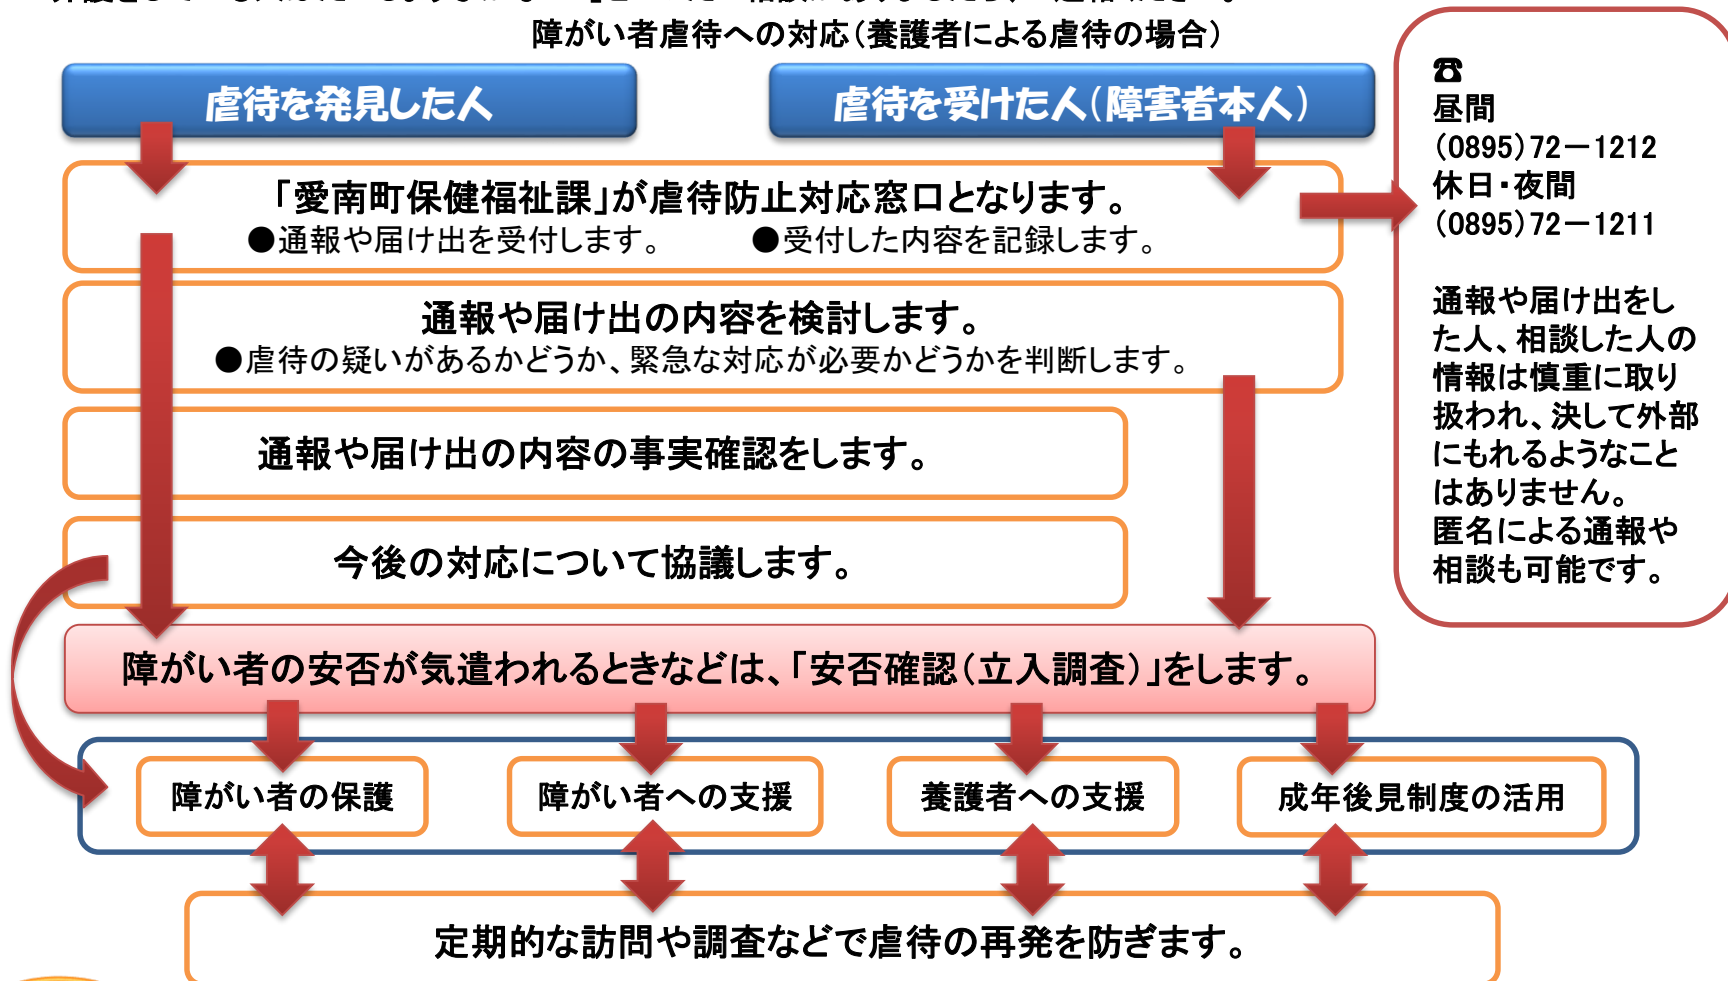 障がい者虐待への対応（養護者による虐待の場合）
虐待を発見した人
虐待を受けた人（障害者本人）
「愛南町保健福祉課」が虐待防止対応窓口となります。
●通報や届け出を受付します。　●受付した内容を記録します。
通報や届け出の内容を検討します。
●虐待の疑いがあるかどうか、緊急な対応が必要かどうかを判断します。
通報や届け出の内容の事実確認をします。
今後の対応について協議します。
障がい者の安否が気遣われるときなどは、「安否確認（立入調査）」をします。
障がい者の保護
障がい者への支援
養護者への支援
成年後見制度の活用
定期的な訪問や調査などで虐待の再発を防ぎます。
☎
昼間
（0895）72－1212
休日・夜間
（0895）72－1211
通報や届け出をし
た人、相談した人の
情報は慎重に取り
扱われ、決して外部
にもれるようなこと
はありません。
匿名による通報や
相談も可能です。